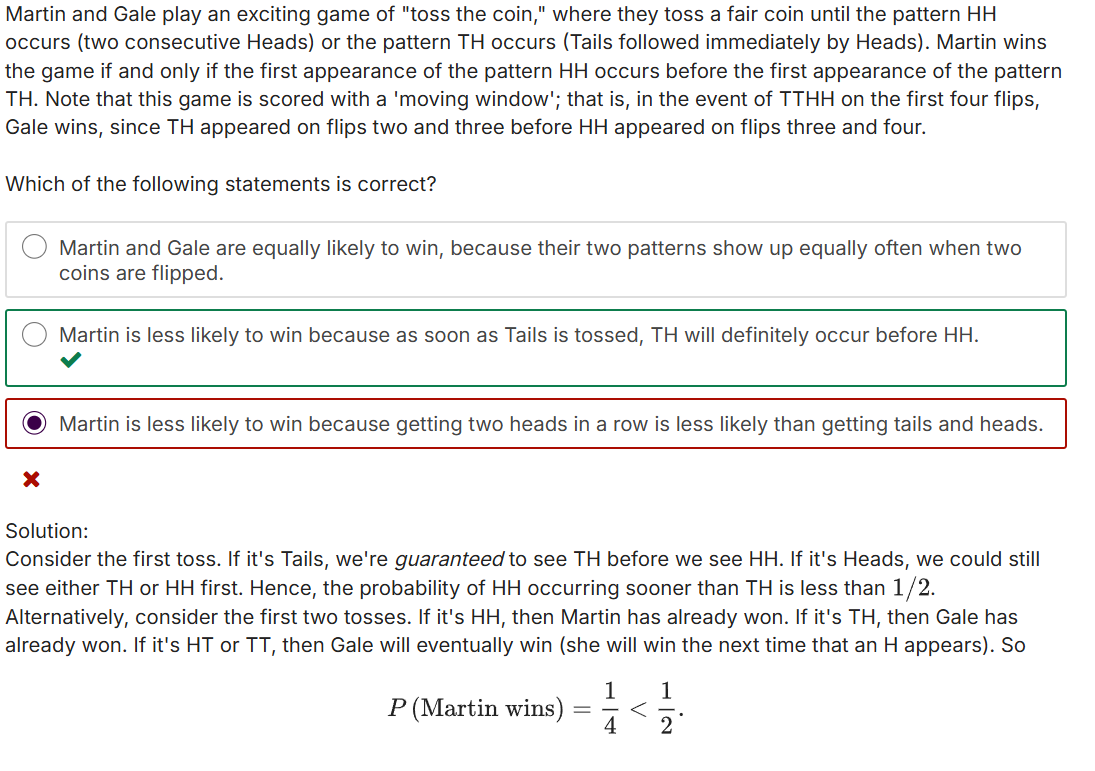 Martin and Gale play an exciting game of "toss the coin," where they toss a fair coin until the pattern HH
occurs (two consecutive Heads) or the pattern TH occurs (Tails followed immediately by Heads). Martin wins
the game if and only if the first appearance of the pattern HH occurs before the first appearance of the pattern
TH. Note that this game is scored with a 'moving window'; that is, in the event of TTHH on the first four flips,
Gale wins, since TH appeared on flips two and three before HH appeared on flips three and four.
Which of the following statements is correct?
Martin and Gale are equally likely to win, because their two patterns show up equally often when two
coins are flipped.
Martin is less likely to win because as soon as Tails is tossed, TH will definitely occur before HH.
Martin is less likely to win because getting two heads in a row is less likely than getting tails and heads.
Solution:
Consider the first toss. If it's Tails, we're guaranteed to see TH before we see HH. If it's Heads, we could still
see either TH or HH first. Hence, the probability of HH occurring sooner than TH is less than 1/2.
Alternatively, consider the first two tosses. If it's HH, then Martin has already won. If it's TH, then Gale has
already won. If it's HT or TT, then Gale will eventually win (she will win the next time that an H appears). So
P (Martin wins) = 1/4 < 1/2.